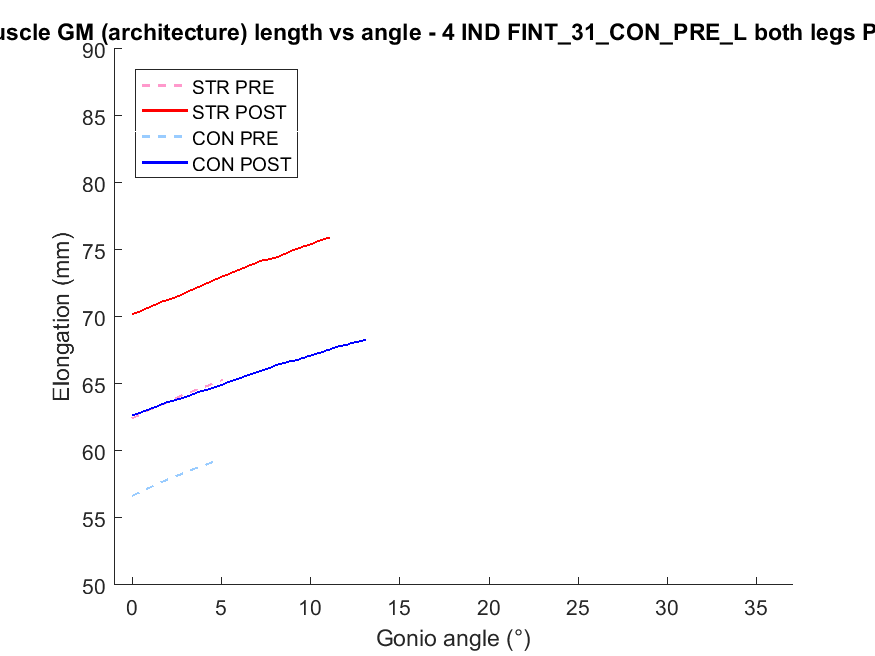 uscle GM (architecture) length vs angle - 4 IND FINT_31_CON_PRE_L both legs P
90
85
80
75
70
65
60
55
50
Elongation (mm)
STR PRE
STR POST
CON PRE
CON POST
0 5 10 15 20 25 30 35
Gonio angle (°)